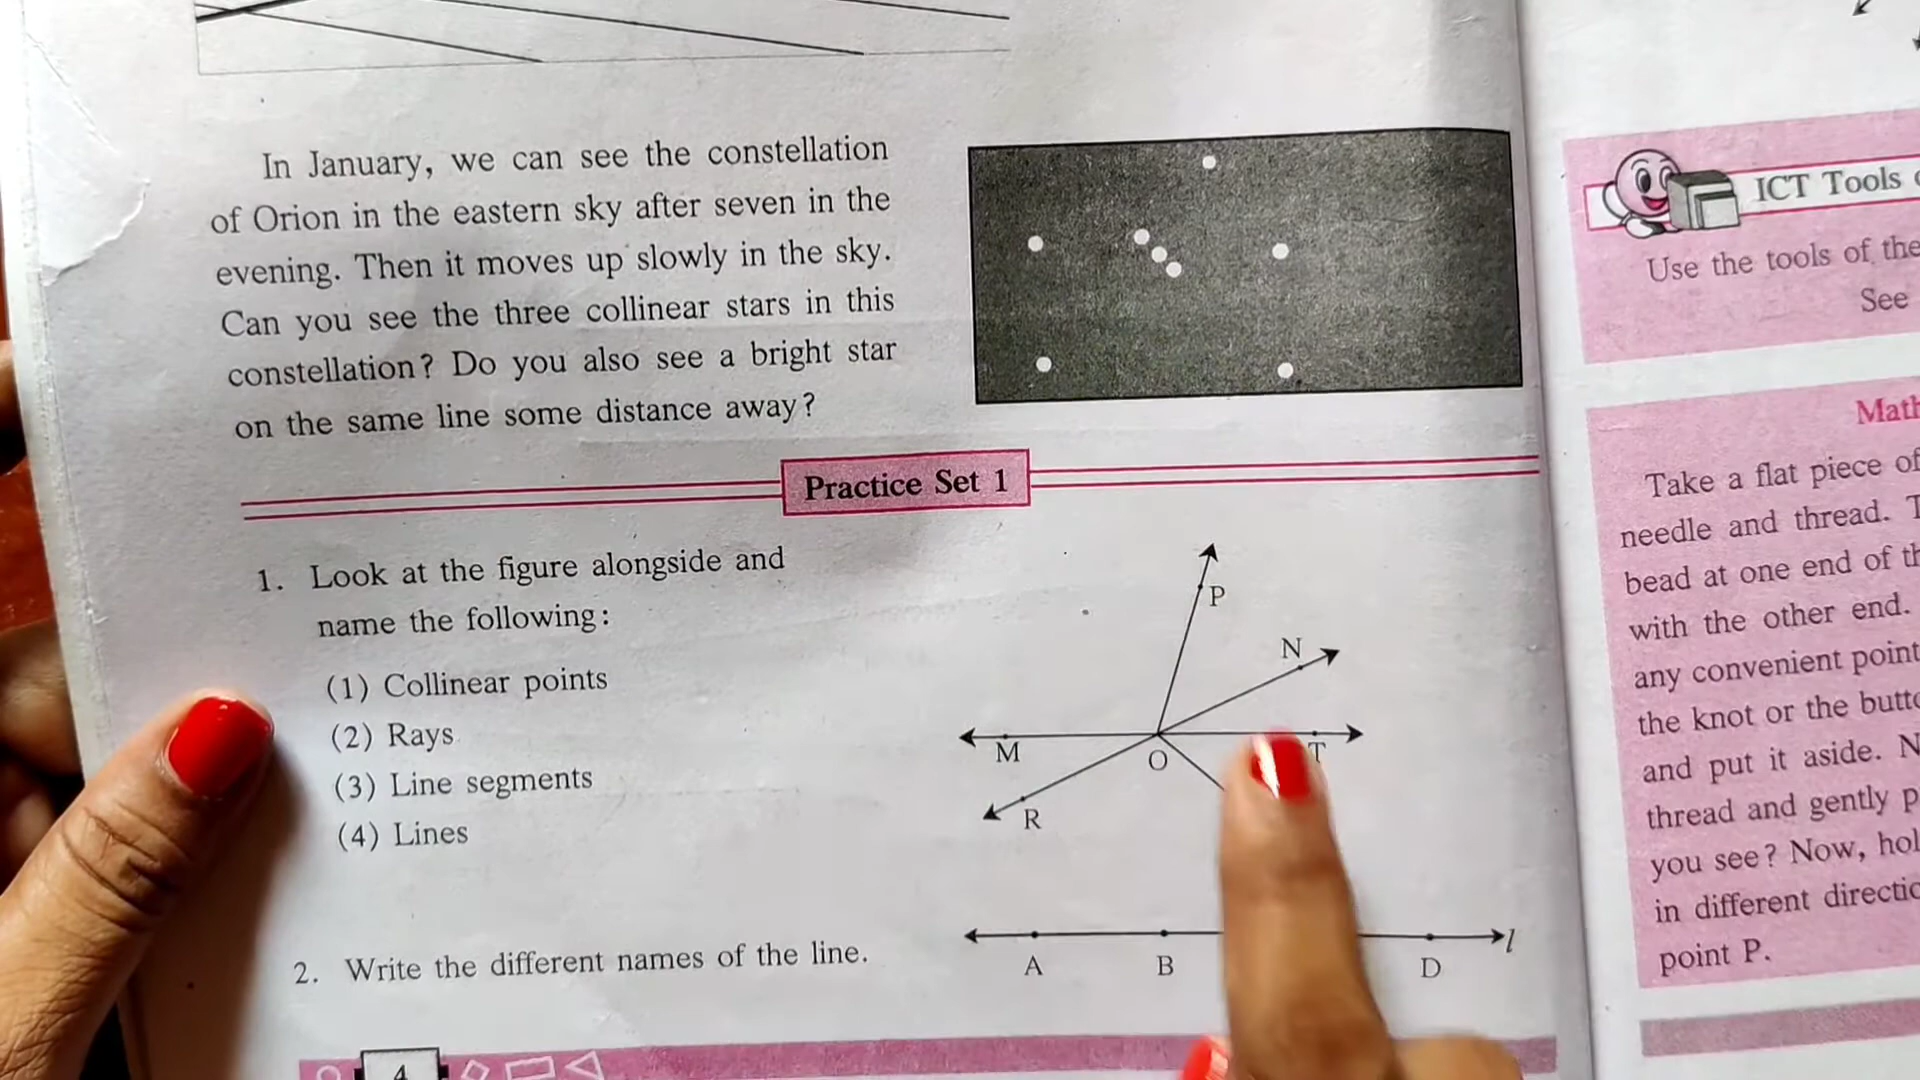 In January, we can see the constellation
of Orion in the eastern sky after seven in the
evening. Then it moves up slowly in the sky.
Can you see the three collinear stars in this
constellation? Do you also see a bright star
on the same line some distance away?
Practice Set 1
1. Look at the figure alongside and
name the following:
(1) Collinear points
(2) Rays
(3) Line segments
(4) Lines
P
N
M
O
T
R
2. Write the different names of the line.
A
B
D
l
4
ICT Tools
Use the tools of the
See
Take a flat piece of
needle and thread.
bead at one end of
with the other end.
any convenient point
the knot or the
and put it aside.
thread and gently
you see? Now,
in different
point P.